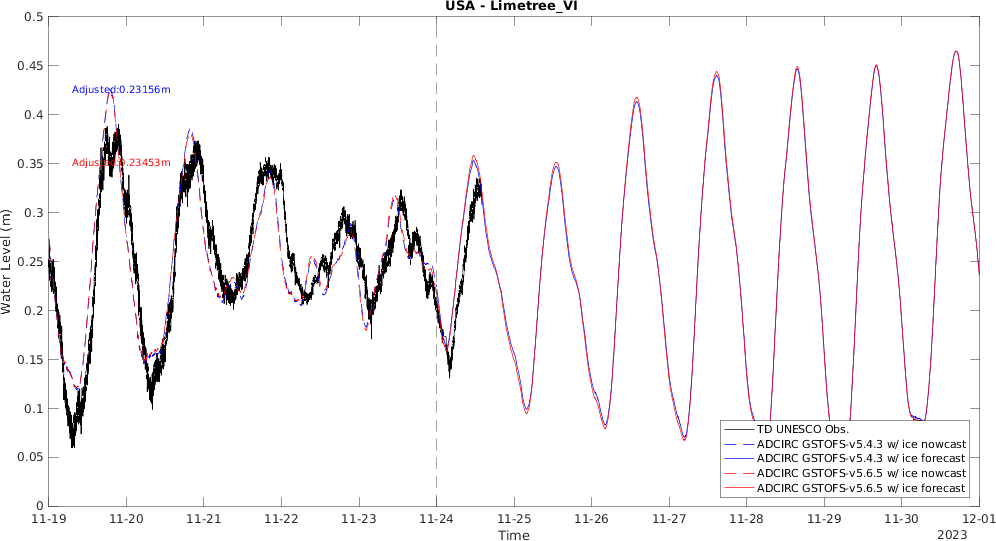 USA - Limetree_VI
0.5
0.45
0.4
0.35
0.3
0.25
0.2
0.15
0.1
0.05
0
Water Level (m)
Adjusted:0.23156m
Adjusted:0.23453m
TD UNESCO Obs.
ADCIRC GSTOFS-v5.4.3 w/ ice nowcast
ADCIRC GSTOFS-v5.4.3 w/ ice forecast
ADCIRC GSTOFS-v5.6.5 w/ ice nowcast
ADCIRC GSTOFS-v5.6.5 w/ ice forecast
11-19 11-20 11-21 11-22 11-23 11-24 11-25 11-26 11-27 11-28 11-29 11-30 12-01
Time
2023